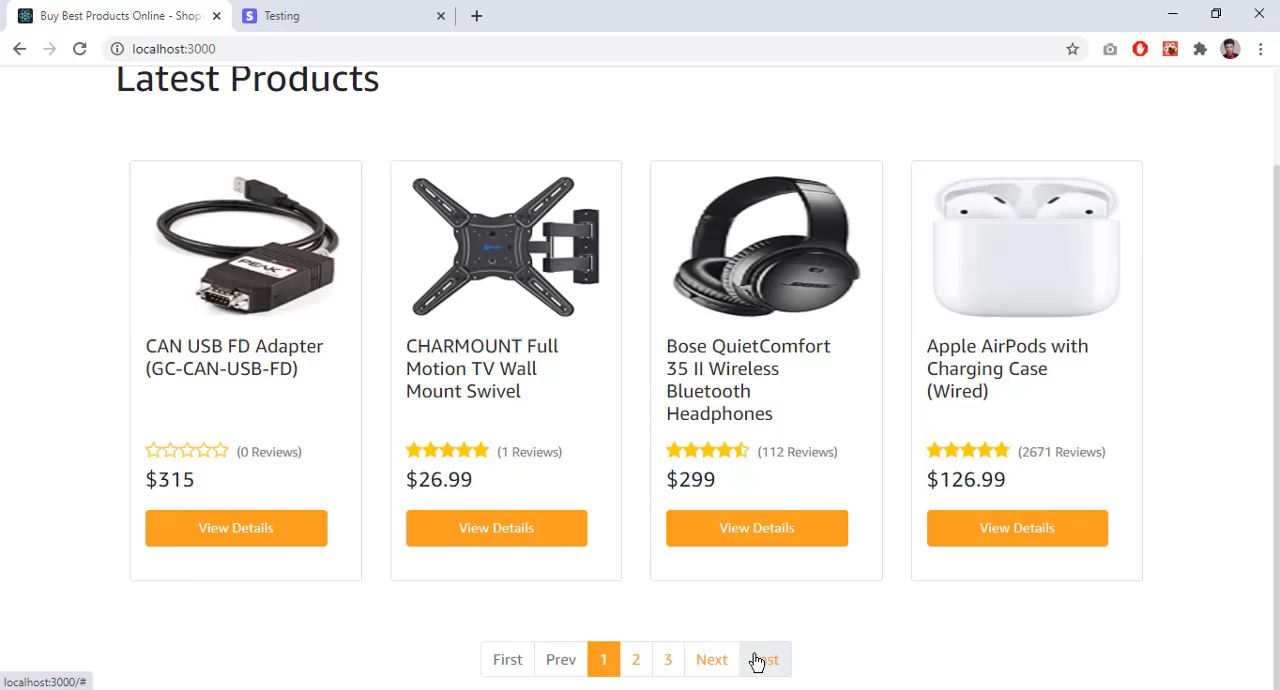 Buy Best Products Online - Shop
Testing
localhost:3000
Latest Products
PEAK
CAN USB FD Adapter
(GC-CAN-USB-FD)
(0 Reviews)
$315
View Details
CHARMOUNT Full
Motion TV Wall
Mount Swivel
(1 Reviews)
$26.99
View Details
BOSE
Bose QuietComfort
35 II Wireless
Bluetooth
Headphones
(112 Reviews)
$299
View Details
Apple AirPods with
Charging Case
(Wired)
(2671 Reviews)
$126.99
View Details
First Prev 1 2 3 Next
localhost:3000/#